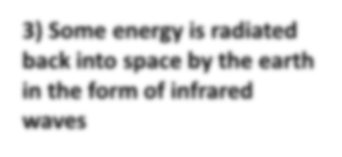 3) Some energy is radiated
back into space by the earth
in the form of infrared
waves